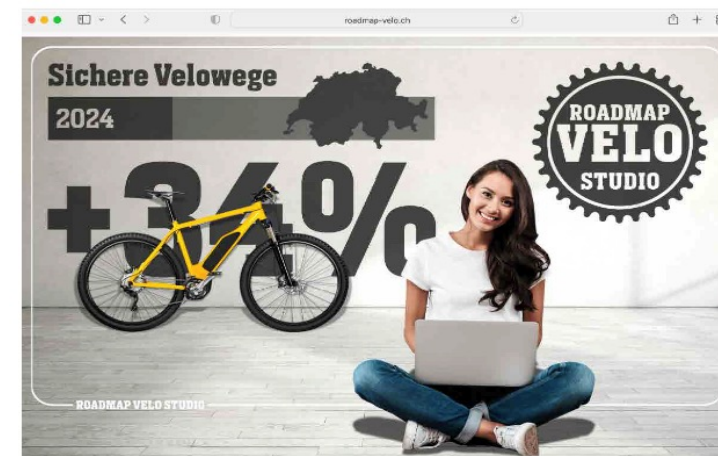 roadmap-velo.ch
Sichere Velowege
2024
+34%
ROADMAP
VELO
STUDIO
ROADMAP VELO STUDIO